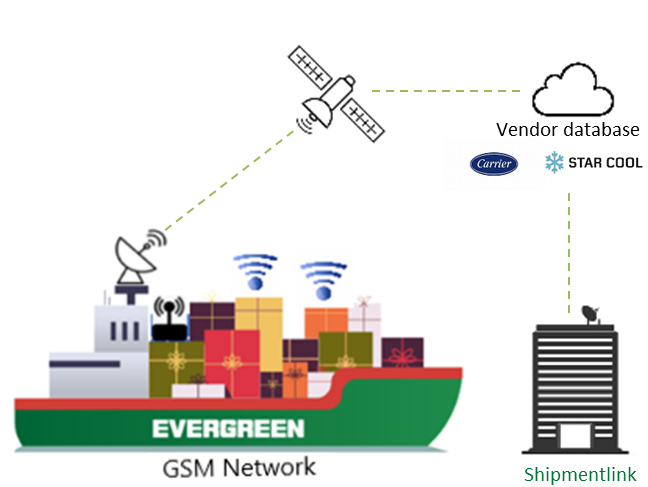 Vendor database
Carrier
STAR COOL
EVERGREEN
GSM Network
Shipmentlink